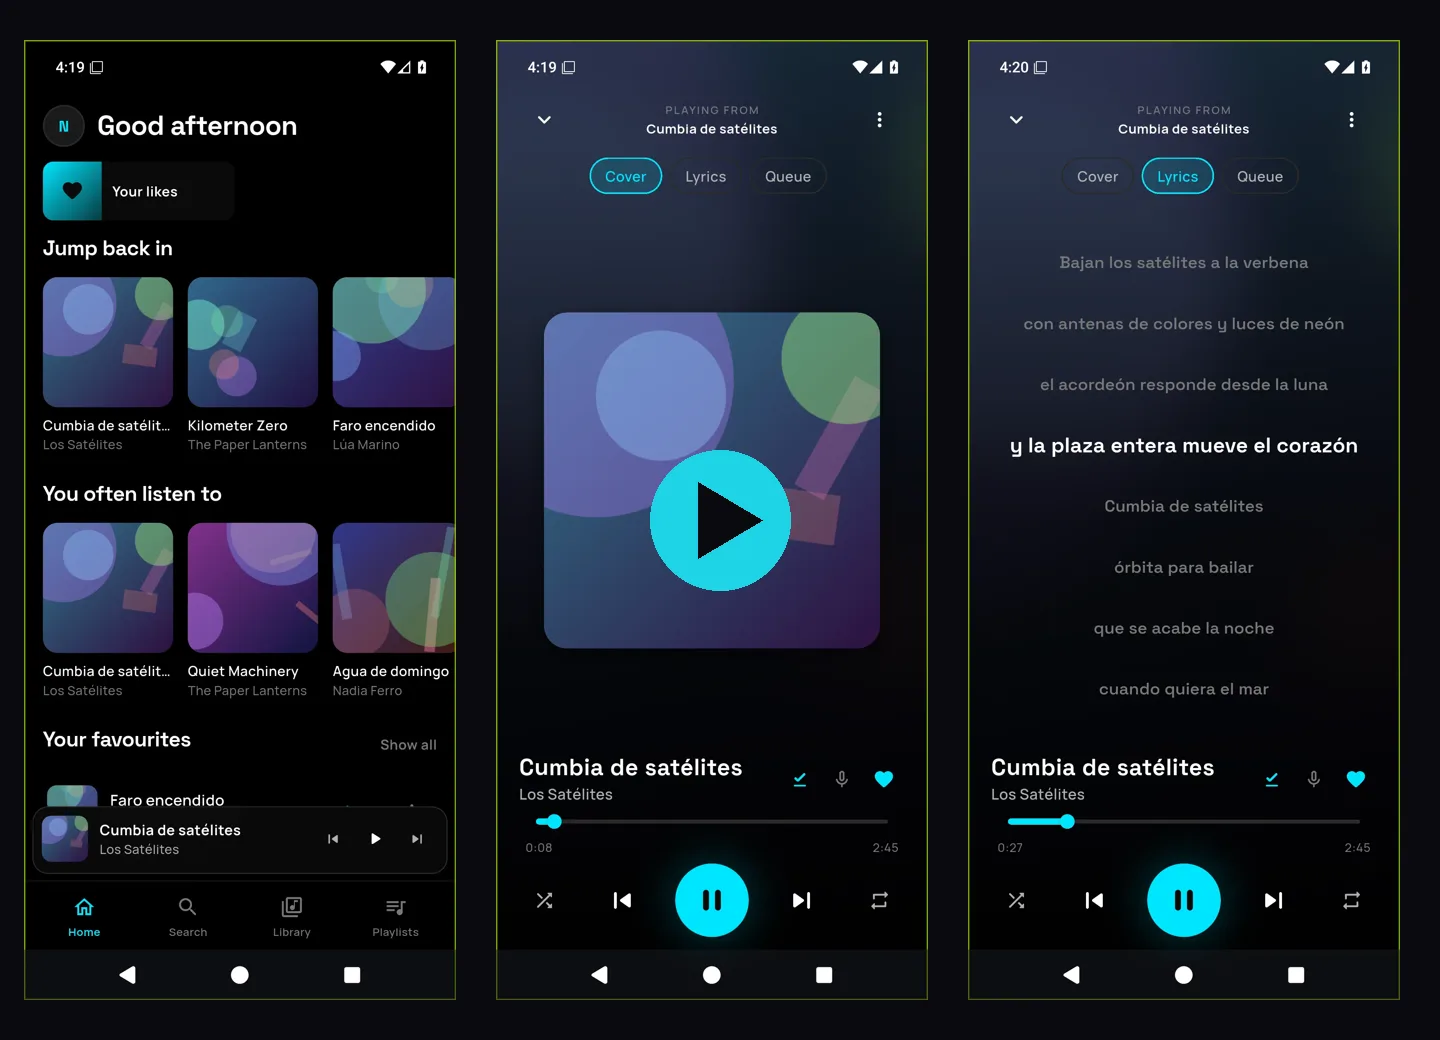 4:19
N
Good afternoon
Your likes
Jump back in
Cumbia de satélit...
Los Satélites
Kilometer Zero
The Paper Lanterns
Faro encendido
Lúa Marino
You often listen to
Cumbia de satélit...
Los Satélites
Quiet Machinery
The Paper Lanterns
Agua de domingo
Nadia Ferro
Your favourites
Show all
Faro encendido
Cumbia de satélites
Los Satélites
Home
Search
Library
Playlists
4:19
PLAYING FROM
Cumbia de satélites
Cover
Lyrics
Queue
Cumbia de satélites
Los Satélites
0:08
2:45
4:20
PLAYING FROM
Cumbia de satélites
Cover
Lyrics
Queue
Bajan los satélites a la verbena
con antenas de colores y luces de neón
el acordeón responde desde la luna
y la plaza entera mueve el corazón
Cumbia de satélites
órbita para bailar
que se acabe la noche
cuando quiera el mar
Cumbia de satélites
Los Satélites
0:27
2:45